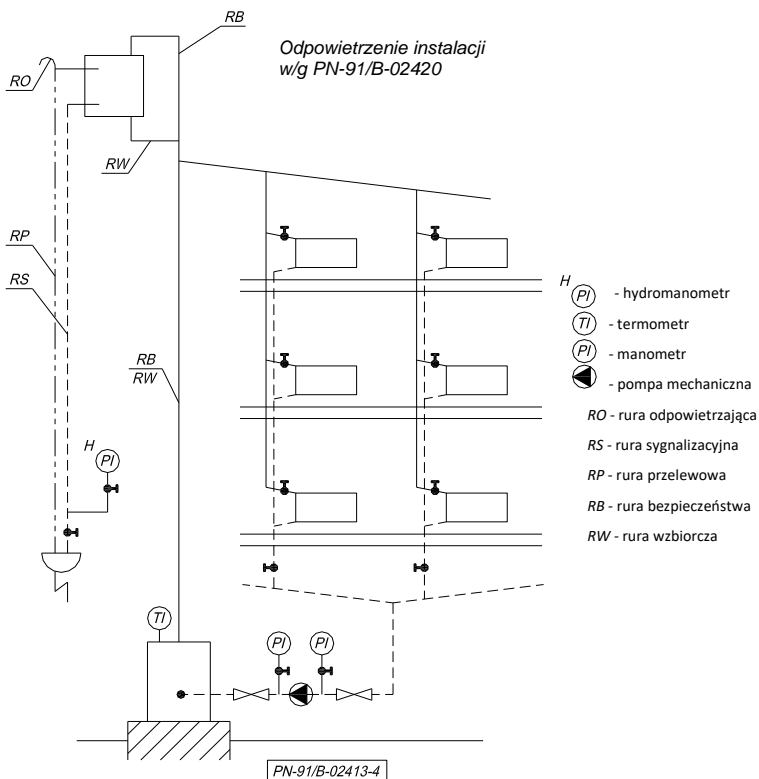 RB
Odpowietrzenie instalacji
w/g PN-91/B-02420
RO
RW
RP
RS
RB
RW
H
PI
TI
PI
PI
H
PI - hydromanometr
TI - termometr
PI - manometr
- pompa mechaniczna
RO - rura odpowietrzająca
RS - rura sygnalizacyjna
RP - rura przelewowa
RB - rura bezpieczeństwa
RW - rura wzbiorcza
PN-91/B-02413-4